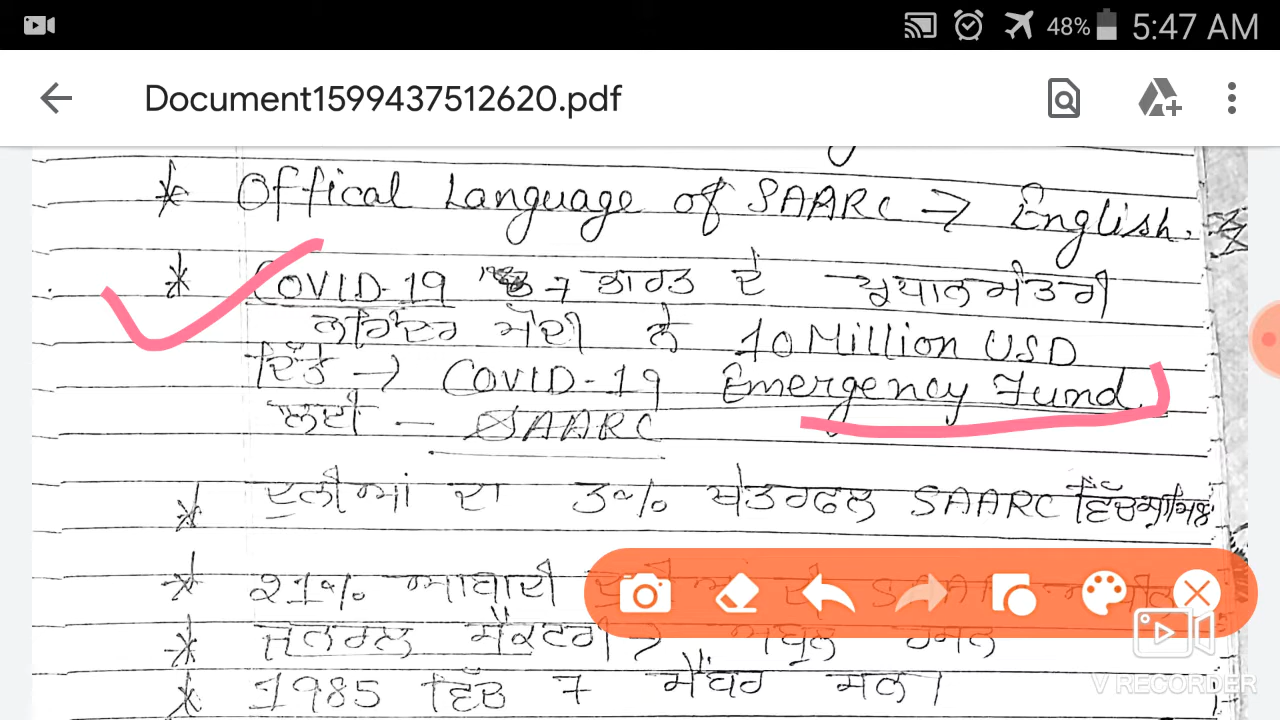 48% 5:47 AM
Document1599437512620.pdf
* Offical Language of SAARC → English.
* COVID-19 → ਭਾਰਤ ਦੇ ਪ੍ਰਧਾਨਮੰਤਰੀ
ਨਰਿੰਦਰ ਮੋਦੀ ਨੇ 10 Million USD
ਦਿੱਤੇ → COVID-19 Emergency Fund.
ਲਈ – SAARC
* ਦੁਨੀਆਂ ਦਾ 3% ਖੇਤਰਫਲ SAARC ਵਿੱਚ ਸ਼ਾਮਿਲ
* 21% ਆਬਾਦੀ
* ਜਨਰਲ ਸੈਕਟਰੀ →
* 1985 ਵਿੱਚ 7 ਮੈਂਬਰ ਸਨ।
V RECORDER